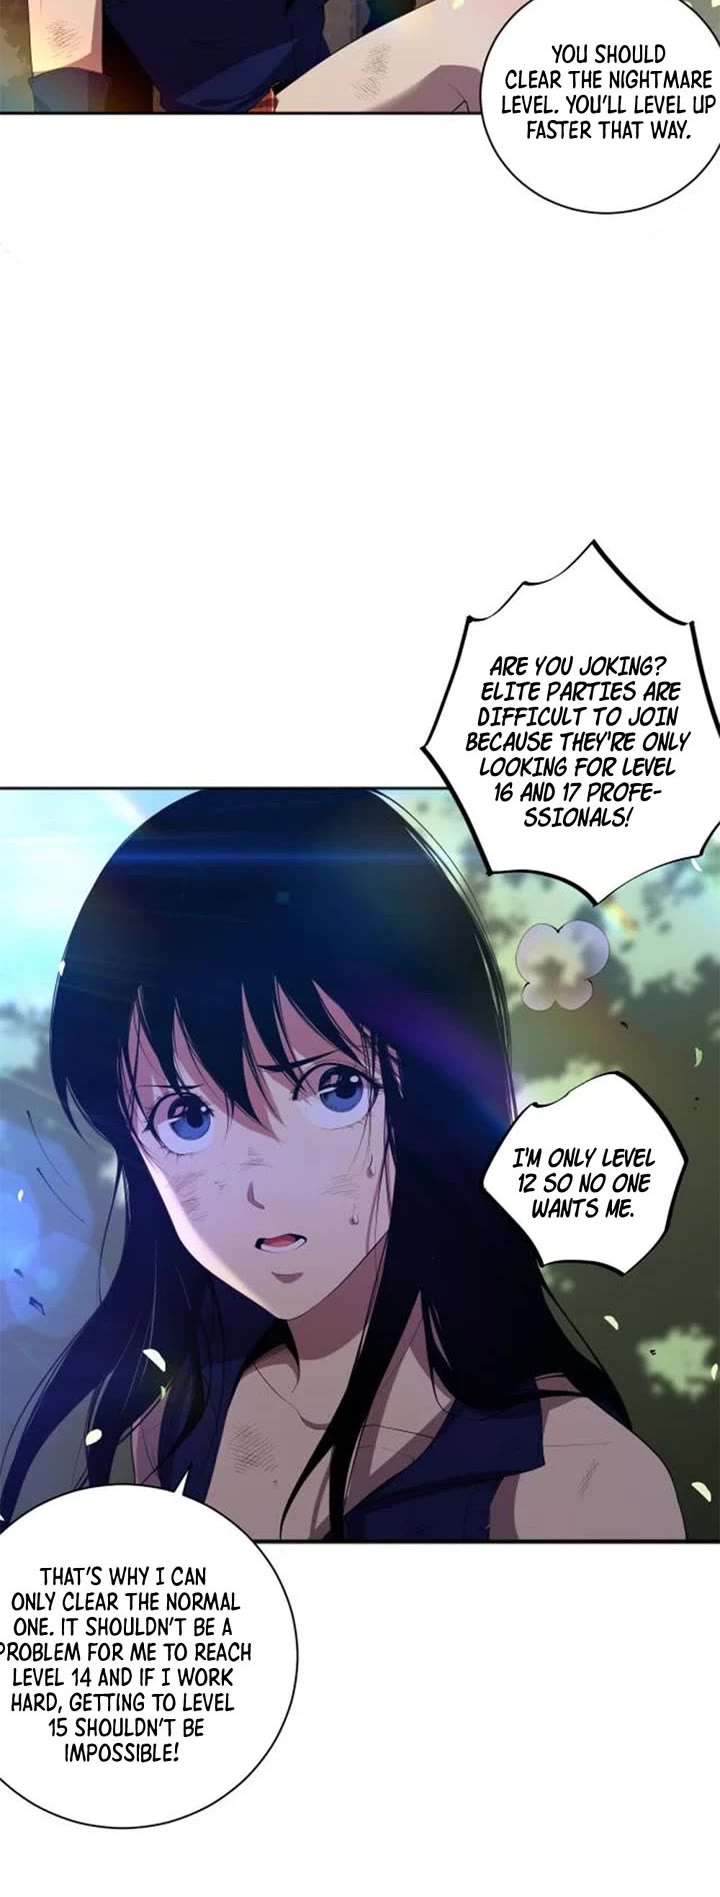 YOU SHOULD
CLEAR THE NIGHTMARE
LEVEL. YOU'LL LEVEL UP
FASTER THAT WAY.
ARE YOU JOKING?
ELITE PARTIES ARE
DIFFICULT TO JOIN
BECAUSE THEY'RE ONLY
LOOKING FOR LEVEL
16 AND 17 PROFE-
SSIONALS!
I'M ONLY LEVEL
12 SO NO ONE
WANTS ME.
THAT'S WHY I CAN
ONLY CLEAR THE NORMAL
ONE. IT SHOULDN'T BE A
PROBLEM FOR ME TO REACH
LEVEL 14 AND IF I WORK
HARD, GETTING TO LEVEL
15 SHOULDN'T BE
IMPOSSIBLE!